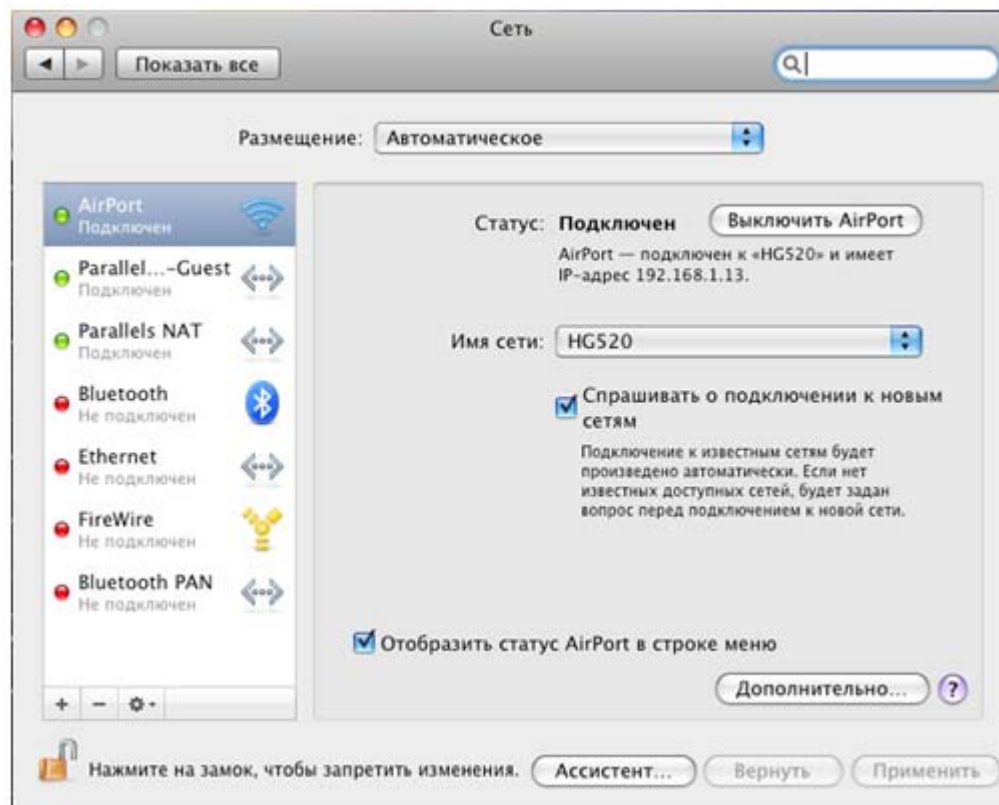 Сеть
Показать все
Размещение: Автоматическое
AirPort
Подключен
Parallel...-Guest
Подключен
Parallels NAT
Подключен
Bluetooth
Не подключен
Ethernet
Не подключен
FireWire
Не подключен
Bluetooth PAN
Не подключен
Статус: Подключен Выключить AirPort
AirPort — подключен к «HG520» и имеет
IP-адрес 192.168.1.13.
Имя сети: HG520
Спрашивать о подключении к новым
сетям
Подключение к известным сетям будет
произведено автоматически. Если нет
известных доступных сетей, будет задан
вопрос перед подключением к новой сети.
Отобразить статус AirPort в строке меню
Дополнительно... ?
Нажмите на замок, чтобы запретить изменения. Ассистент... Вернуть Применить